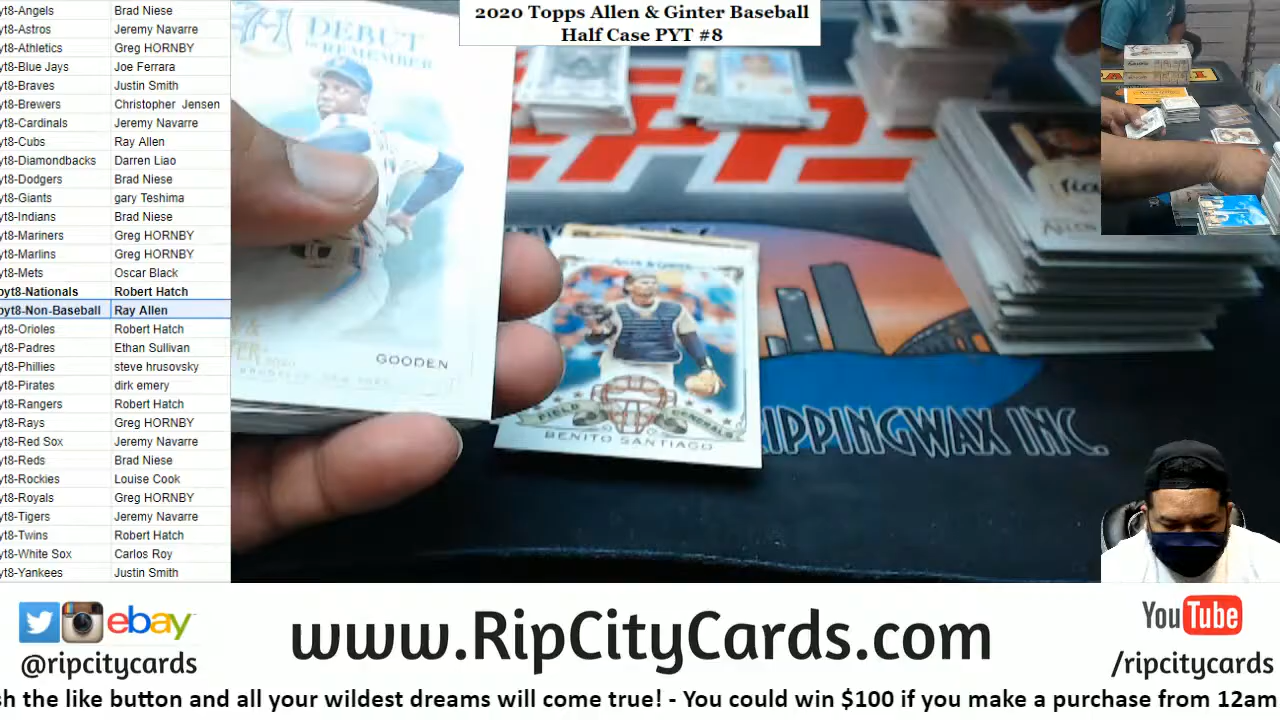 2020 Topps Allen & Ginter Baseball
Half Case PYT #8
yt8-Angels Brad Niese
yt8-Astros Jeremy Navarre
yt8-Athletics Greg HORNBY
yt8-Blue Jays Joe Ferrara
yt8-Braves Justin Smith
yt8-Brewers Christopher Jensen
yt8-Cardinals Jeremy Navarre
yt8-Cubs Ray Allen
yt8-Diamondbacks Darren Liao
yt8-Dodgers Brad Niese
yt8-Giants gary Teshima
yt8-Indians Brad Niese
yt8-Mariners Greg HORNBY
yt8-Marlins Greg HORNBY
yt8-Mets Oscar Black
pyt8-Nationals Robert Hatch
pyt8-Non-Baseball Ray Allen
yt8-Orioles Robert Hatch
yt8-Padres Ethan Sullivan
yt8-Phillies steve hrusovsky
yt8-Pirates dirk emery
yt8-Rangers Robert Hatch
yt8-Rays Greg HORNBY
yt8-Red Sox Jeremy Navarre
yt8-Reds Brad Niese
yt8-Rockies Louise Cook
yt8-Royals Greg HORNBY
yt8-Tigers Jeremy Navarre
yt8-Twins Robert Hatch
yt8-White Sox Carlos Roy
yt8-Yankees Justin Smith
DEBUT
REMEMBER
GOODEN
FIELD GENERALS
BENITO SANTIAGO
RIPPINGWAX INC.
ebay
@ripcitycards
www.RipCityCards.com
YouTube
/ripcitycards
sh the like button and all your wildest dreams will come true! - You could win $100 if you make a purchase from 12am